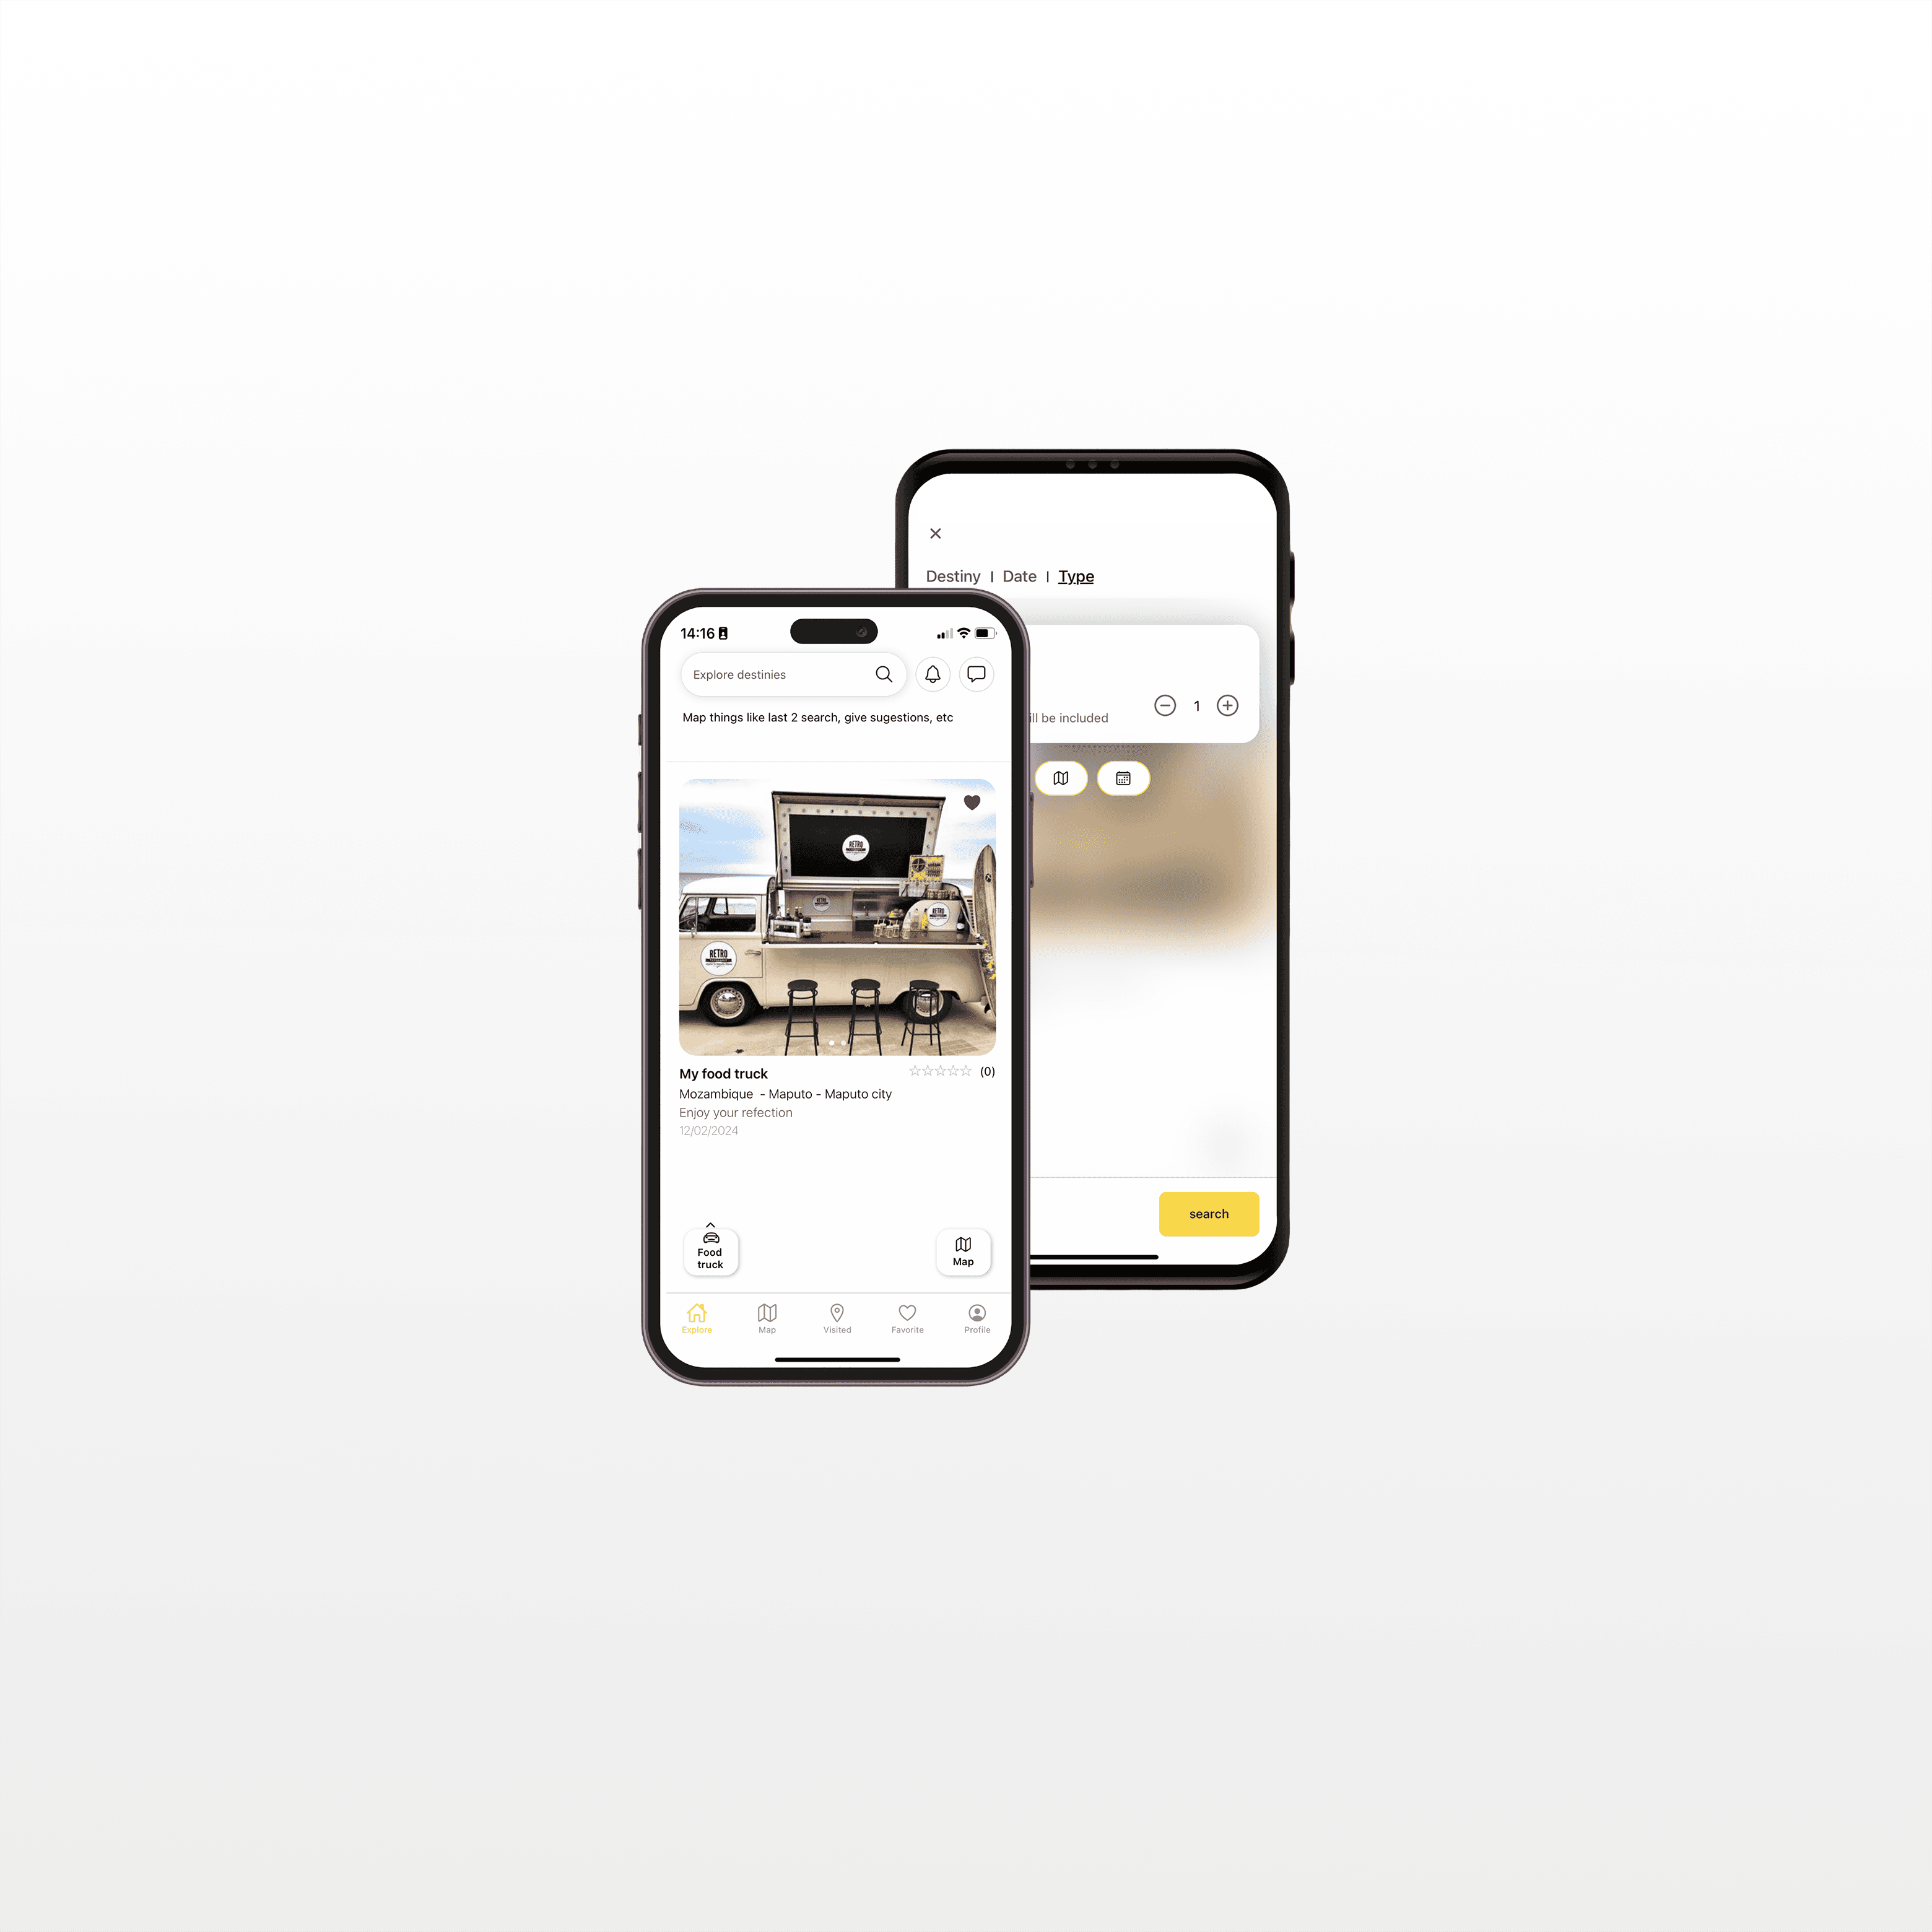 Destiny | Date | Type
ill be included
1
search
14:16
Explore destinies
Map things like last 2 search, give sugestions, etc
RETRO
RETRO
RETRO
My food truck
(0)
Mozambique - Maputo - Maputo city
Enjoy your refection
12/02/2024
Food
truck
Map
Explore
Map
Visited
Favorite
Profile